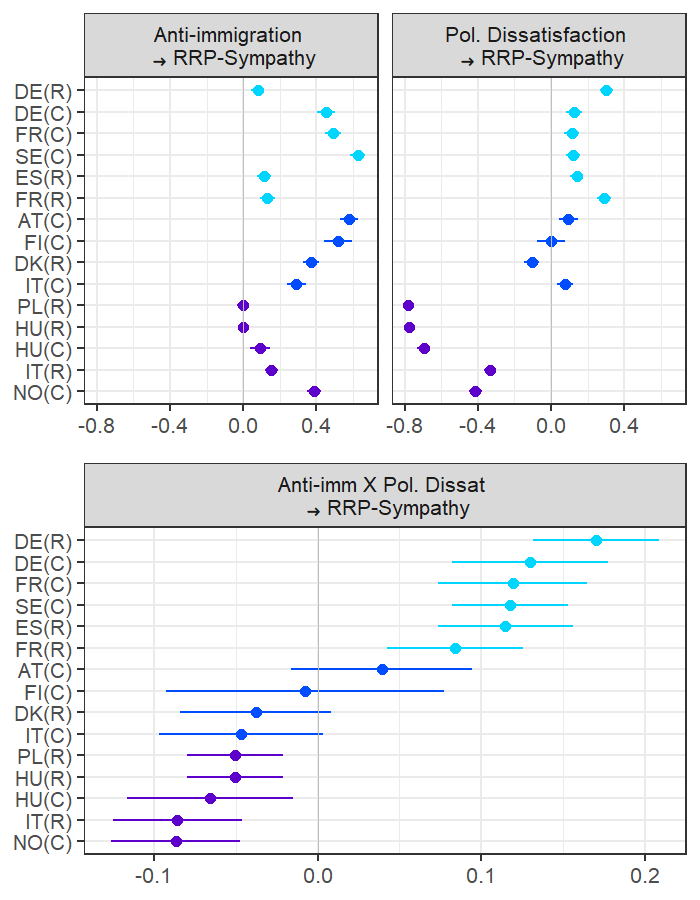 Anti-immigration
→ RRP-Sympathy
Pol. Dissatisfaction
→ RRP-Sympathy
DE(R)
DE(C)
FR(C)
SE(C)
ES(R)
FR(R)
AT(C)
FI(C)
DK(R)
IT(C)
PL(R)
HU(R)
HU(C)
IT(R)
NO(C)
-0.8 -0.4 0.0 0.4
-0.8 -0.4 0.0 0.4
Anti-imm X Pol. Dissat
→ RRP-Sympathy
DE(R)
DE(C)
FR(C)
SE(C)
ES(R)
FR(R)
AT(C)
FI(C)
DK(R)
IT(C)
PL(R)
HU(R)
HU(C)
IT(R)
NO(C)
-0.1 0.0 0.1 0.2